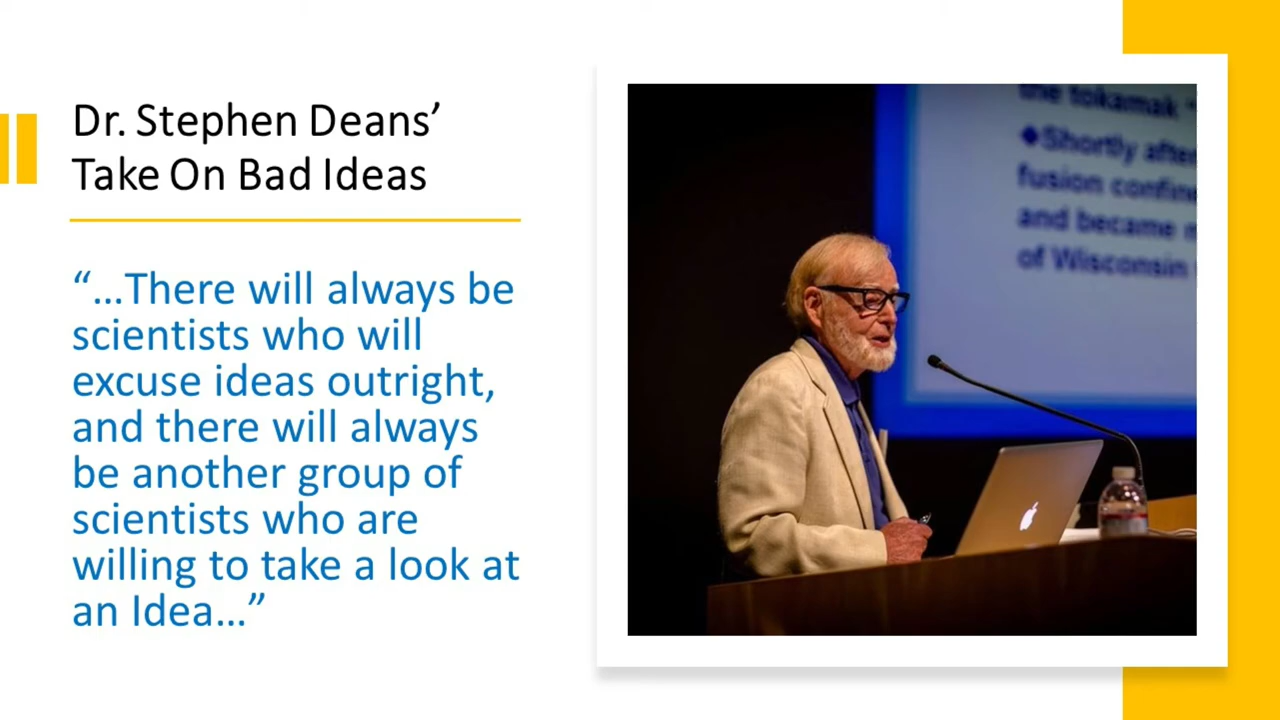 Dr. Stephen Deans’
Take On Bad Ideas
“…There will always be
scientists who will
excuse ideas outright,
and there will always
be another group of
scientists who are
willing to take a look at
an Idea…”
the tokamak
◆Shortly after
fusion confine
and became
of Wisconsin